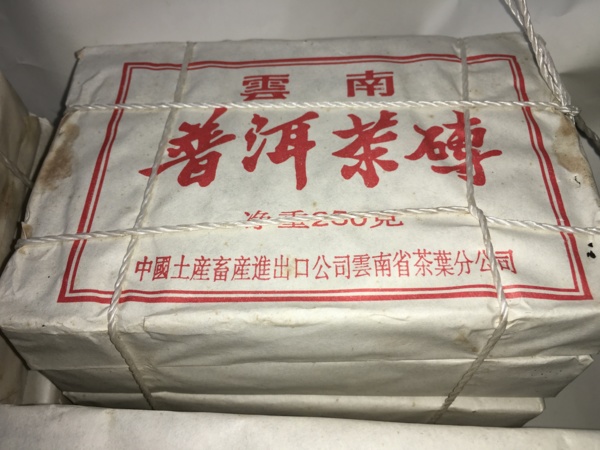 雲南
普洱茶磚
净重250克
中國土産畜産進出口公司雲南省茶葉分公司